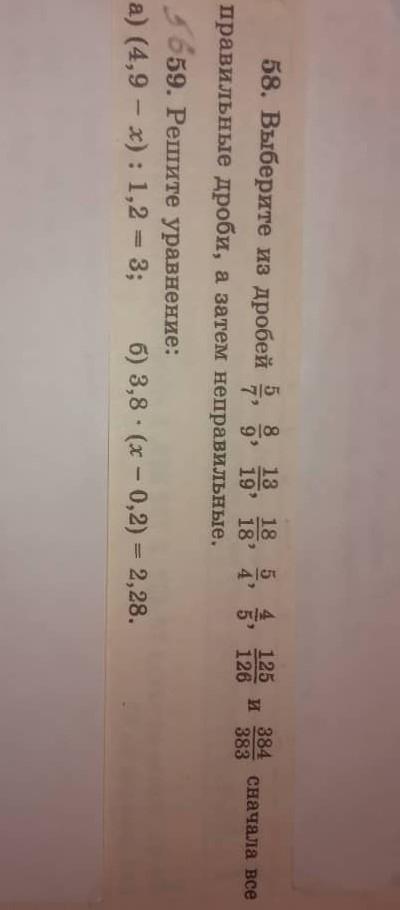 58. Выберите из дробей 5/7, 8/9, 13/19, 18/18, 5/4, 4/5, 125/126 и 384/383 сначала все
правильные дроби, а затем неправильные.
56 59. Решите уравнение:
а) (4,9 – x) : 1,2 = 3; б) 3,8 · (x – 0,2) = 2,28.